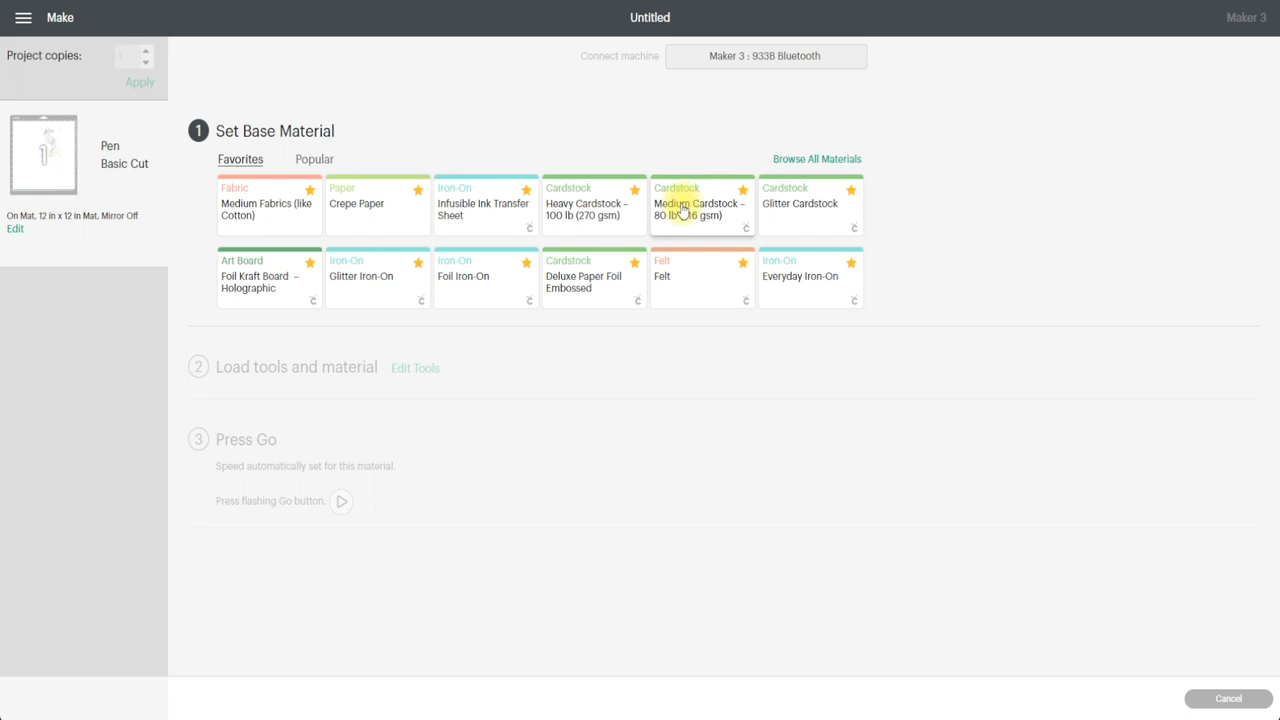 Make
Untitled
Maker 3
Project copies:
1
Apply
Connect machine
Maker 3 : 933B Bluetooth
Pen
Basic Cut
On Mat, 12 in x 12 in Mat, Mirror Off
Edit
1 Set Base Material
Favorites Popular
Browse All Materials
Fabric
Medium Fabrics (like
Cotton)
Paper
Crepe Paper
Iron-On
Infusible Ink Transfer
Sheet
Cardstock
Heavy Cardstock –
100 lb (270 gsm)
Cardstock
Medium Cardstock –
80 lb gsm)
Cardstock
Glitter Cardstock
Art Board
Foil Kraft Board –
Holographic
Iron-On
Glitter Iron-On
Iron-On
Foil Iron-On
Cardstock
Deluxe Paper Foil
Embossed
Felt
Felt
Iron-On
Everyday Iron-On
2 Load tools and material Edit Tools
3 Press Go
Speed automatically set for this material.
Press flashing Go button.
Cancel